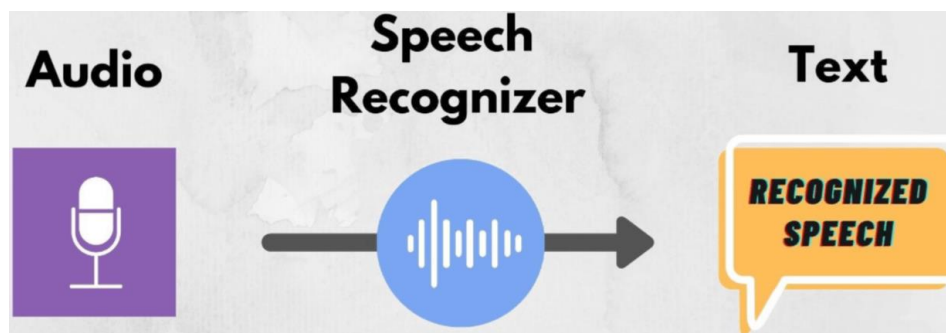 Audio
Speech
Recognizer
Text
RECOGNIZED
SPEECH